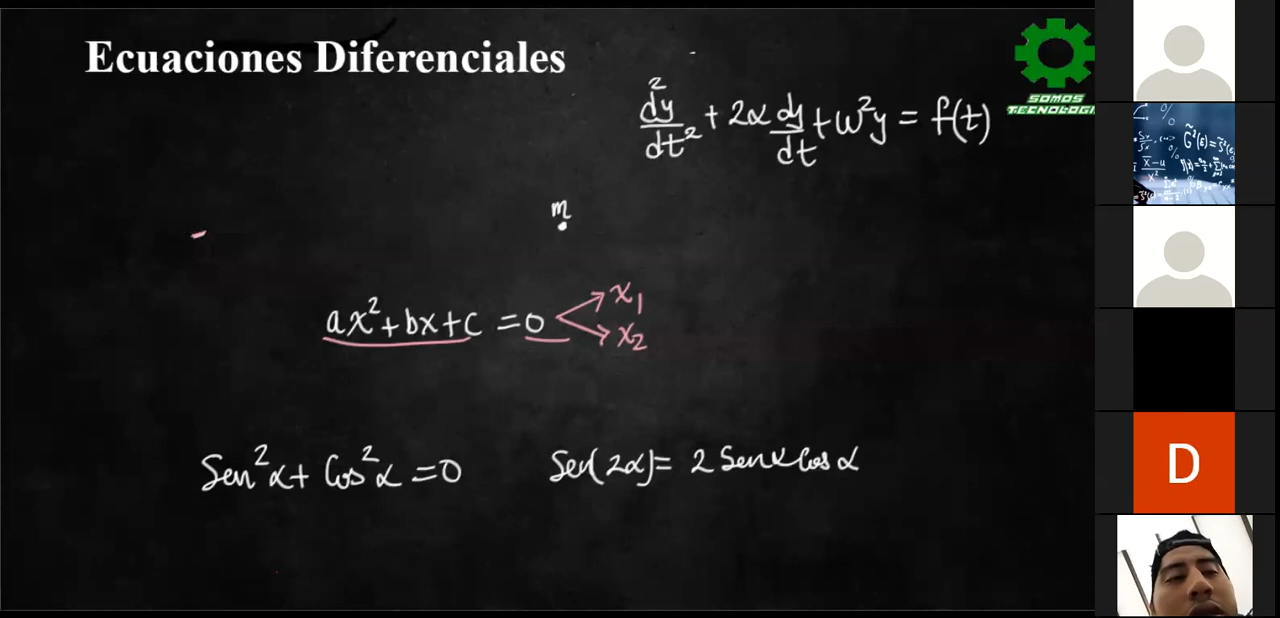 Ecuaciones Diferenciales
SOMOS
TECNOLOGI
d²y/dt² + 2α dy/dt + ω²y = f(t)
m
ax² + bx + c = 0
x₁
x₂
Sen²α + Cos²α = 0
Sen(2α) = 2 Senα Cosα
D